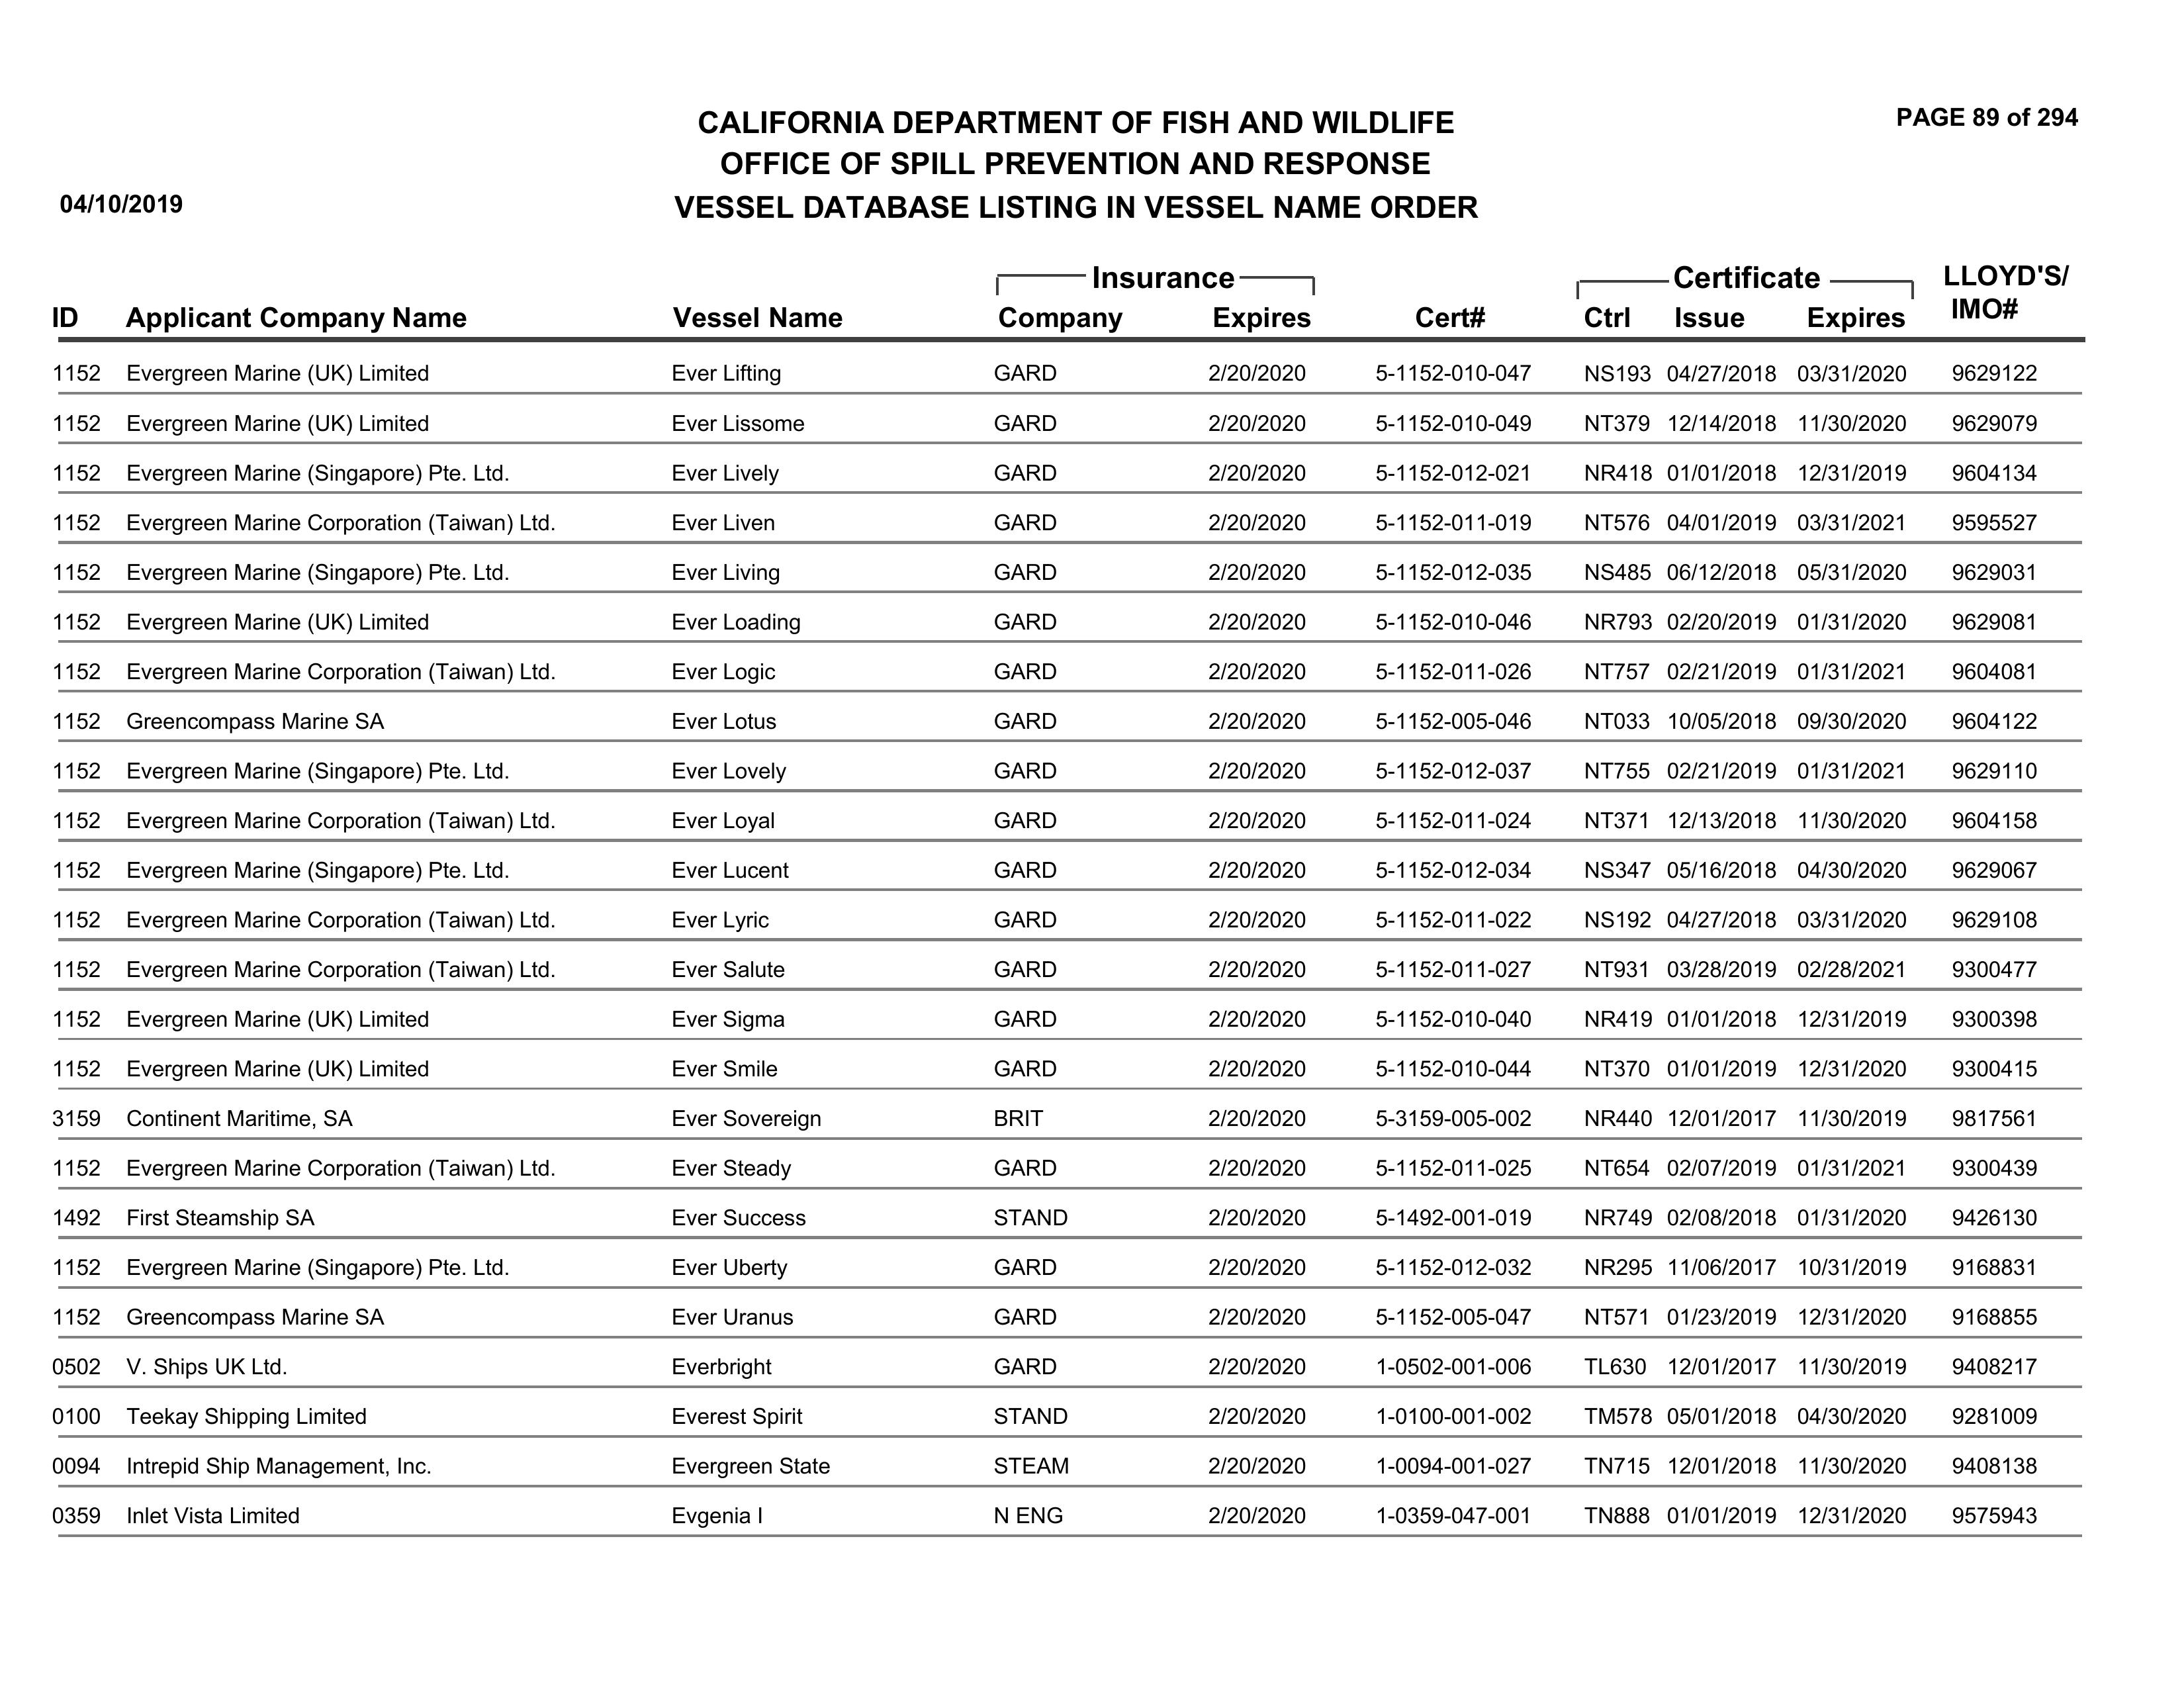 PAGE 89 of 294
CALIFORNIA DEPARTMENT OF FISH AND WILDLIFE
OFFICE OF SPILL PREVENTION AND RESPONSE
04/10/2019 VESSEL DATABASE LISTING IN VESSEL NAME ORDER
Insurance Certificate LLOYD'S/
ID Applicant Company Name Vessel Name Company Expires Cert# Ctrl Issue Expires IMO#
1152 Evergreen Marine (UK) Limited Ever Lifting GARD 2/20/2020 5-1152-010-047 NS193 04/27/2018 03/31/2020 9629122
1152 Evergreen Marine (UK) Limited Ever Lissome GARD 2/20/2020 5-1152-010-049 NT379 12/14/2018 11/30/2020 9629079
1152 Evergreen Marine (Singapore) Pte. Ltd. Ever Lively GARD 2/20/2020 5-1152-012-021 NR418 01/01/2018 12/31/2019 9604134
1152 Evergreen Marine Corporation (Taiwan) Ltd. Ever Liven GARD 2/20/2020 5-1152-011-019 NT576 04/01/2019 03/31/2021 9595527
1152 Evergreen Marine (Singapore) Pte. Ltd. Ever Living GARD 2/20/2020 5-1152-012-035 NS485 06/12/2018 05/31/2020 9629031
1152 Evergreen Marine (UK) Limited Ever Loading GARD 2/20/2020 5-1152-010-046 NR793 02/20/2019 01/31/2020 9629081
1152 Evergreen Marine Corporation (Taiwan) Ltd. Ever Logic GARD 2/20/2020 5-1152-011-026 NT757 02/21/2019 01/31/2021 9604081
1152 Greencompass Marine SA Ever Lotus GARD 2/20/2020 5-1152-005-046 NT033 10/05/2018 09/30/2020 9604122
1152 Evergreen Marine (Singapore) Pte. Ltd. Ever Lovely GARD 2/20/2020 5-1152-012-037 NT755 02/21/2019 01/31/2021 9629110
1152 Evergreen Marine Corporation (Taiwan) Ltd. Ever Loyal GARD 2/20/2020 5-1152-011-024 NT371 12/13/2018 11/30/2020 9604158
1152 Evergreen Marine (Singapore) Pte. Ltd. Ever Lucent GARD 2/20/2020 5-1152-012-034 NS347 05/16/2018 04/30/2020 9629067
1152 Evergreen Marine Corporation (Taiwan) Ltd. Ever Lyric GARD 2/20/2020 5-1152-011-022 NS192 04/27/2018 03/31/2020 9629108
1152 Evergreen Marine Corporation (Taiwan) Ltd. Ever Salute GARD 2/20/2020 5-1152-011-027 NT931 03/28/2019 02/28/2021 9300477
1152 Evergreen Marine (UK) Limited Ever Sigma GARD 2/20/2020 5-1152-010-040 NR419 01/01/2018 12/31/2019 9300398
1152 Evergreen Marine (UK) Limited Ever Smile GARD 2/20/2020 5-1152-010-044 NT370 01/01/2019 12/31/2020 9300415
3159 Continent Maritime, SA Ever Sovereign BRIT 2/20/2020 5-3159-005-002 NR440 12/01/2017 11/30/2019 9817561
1152 Evergreen Marine Corporation (Taiwan) Ltd. Ever Steady GARD 2/20/2020 5-1152-011-025 NT654 02/07/2019 01/31/2021 9300439
1492 First Steamship SA Ever Success STAND 2/20/2020 5-1492-001-019 NR749 02/08/2018 01/31/2020 9426130
1152 Evergreen Marine (Singapore) Pte. Ltd. Ever Uberty GARD 2/20/2020 5-1152-012-032 NR295 11/06/2017 10/31/2019 9168831
1152 Greencompass Marine SA Ever Uranus GARD 2/20/2020 5-1152-005-047 NT571 01/23/2019 12/31/2020 9168855
0502 V. Ships UK Ltd. Everbright GARD 2/20/2020 1-0502-001-006 TL630 12/01/2017 11/30/2019 9408217
0100 Teekay Shipping Limited Everest Spirit STAND 2/20/2020 1-0100-001-002 TM578 05/01/2018 04/30/2020 9281009
0094 Intrepid Ship Management, Inc. Evergreen State STEAM 2/20/2020 1-0094-001-027 TN715 12/01/2018 11/30/2020 9408138
0359 Inlet Vista Limited Evgenia I N ENG 2/20/2020 1-0359-047-001 TN888 01/01/2019 12/31/2020 9575943